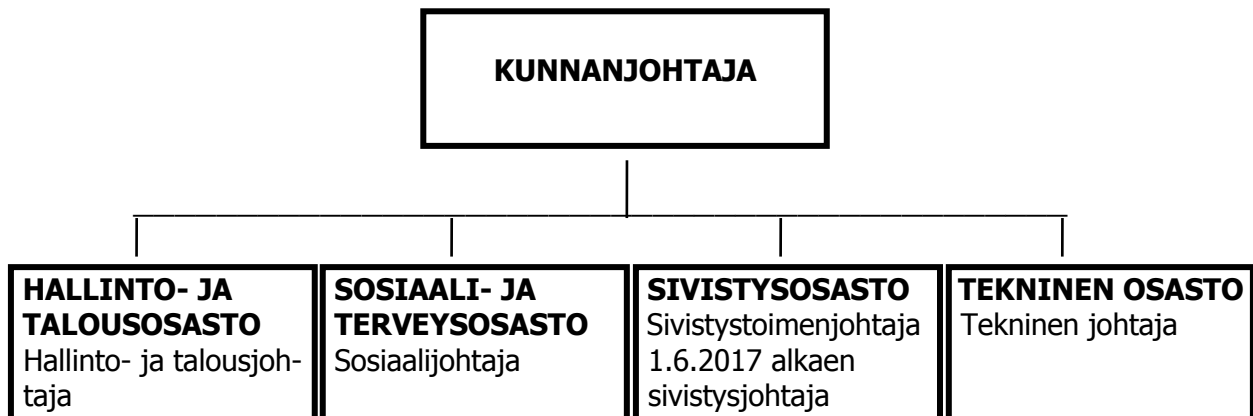 KUNNANJOHTAJA
HALLINTO- JA
TALOUSOSASTO
Hallinto- ja talousjoh-
taja
SOSIAALI- JA
TERVEYSOSASTO
Sosiaalijohtaja
SIVISTYSOSASTO
Sivistystoimenjohtaja
1.6.2017 alkaen
sivistysjohtaja
TEKNINEN OSASTO
Tekninen johtaja